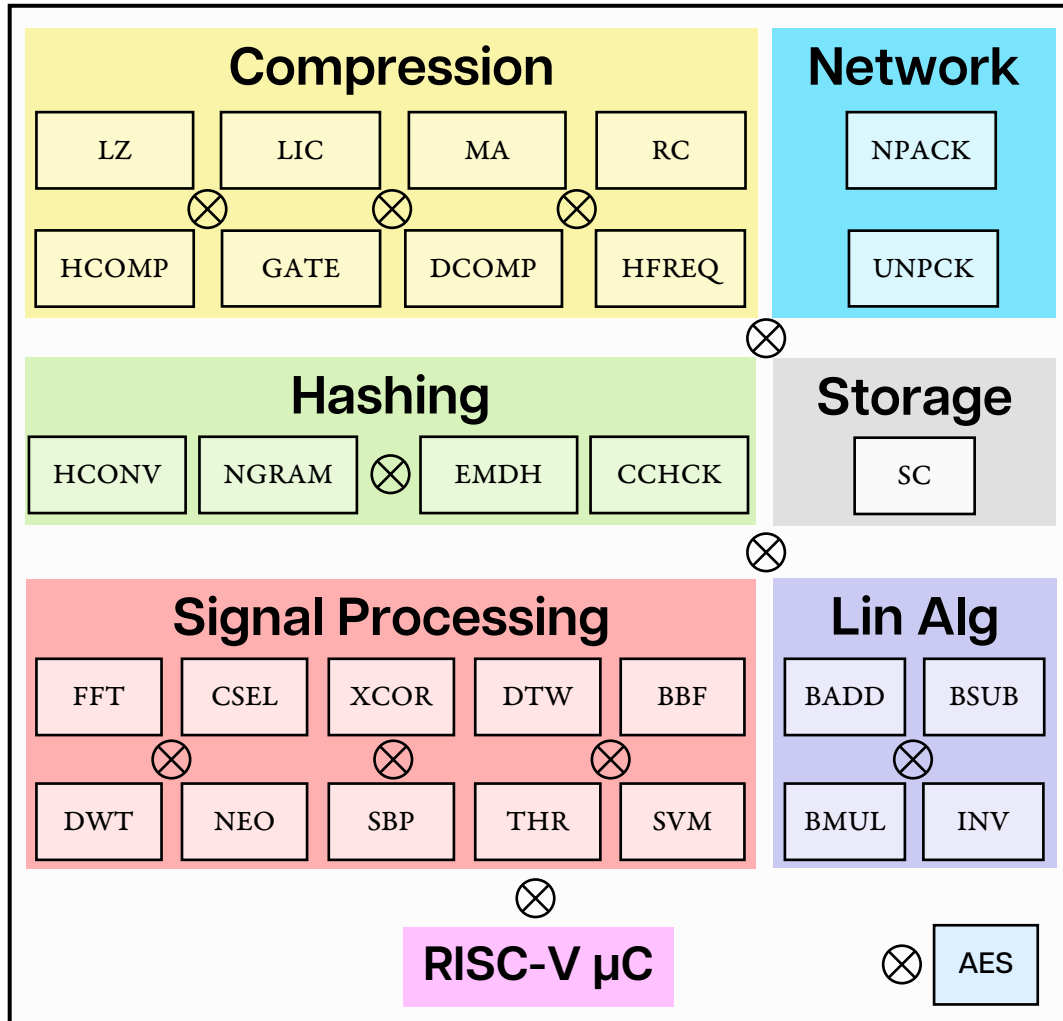 Compression
LZ LIC MA RC
HCOMP GATE DCOMP HFREQ
Network
NPACK
UNPCK
Hashing
HCONV NGRAM EMDH CCHCK
Storage
SC
Signal Processing
FFT CSEL XCOR DTW BBF
DWT NEO SBP THR SVM
Lin Alg
BADD BSUB
BMUL INV
RISC-V µC
AES